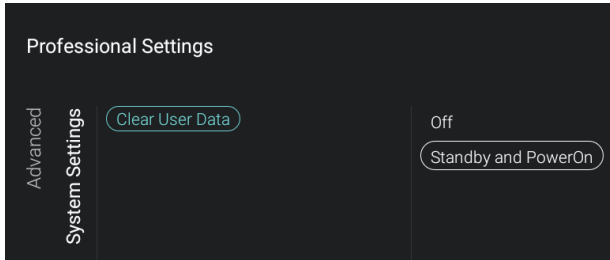 Professional Settings
Advanced
System Settings
Clear User Data
Off
Standby and PowerOn